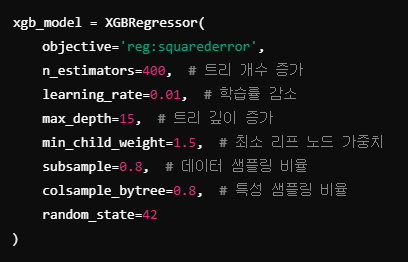 xgb_model = XGBRegressor(
    objective='reg:squarederror',
    n_estimators=400,  # 트리 개수 증가
    learning_rate=0.01,  # 학습률 감소
    max_depth=15,  # 트리 깊이 증가
    min_child_weight=1.5,  # 최소 리프 노드 가중치
    subsample=0.8,  # 데이터 샘플링 비율
    colsample_bytree=0.8,  # 특성 샘플링 비율
    random_state=42
)